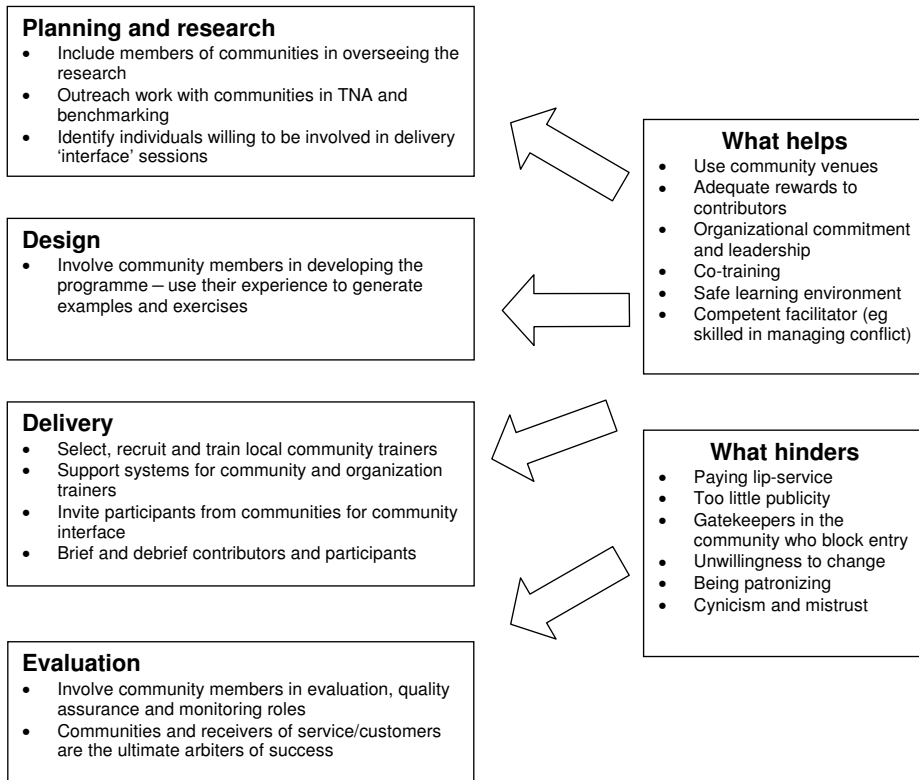 Planning and research
• Include members of communities in overseeing the
research
• Outreach work with communities in TNA and
benchmarking
• Identify individuals willing to be involved in delivery
‘interface’ sessions
Design
• Involve community members in developing the
programme – use their experience to generate
examples and exercises
Delivery
• Select, recruit and train local community trainers
• Support systems for community and organization
trainers
• Invite participants from communities for community
interface
• Brief and debrief contributors and participants
Evaluation
• Involve community members in evaluation, quality
assurance and monitoring roles
• Communities and receivers of service/customers
are the ultimate arbiters of success
What helps
• Use community venues
• Adequate rewards to
contributors
• Organizational commitment
and leadership
• Co-training
• Safe learning environment
• Competent facilitator (eg
skilled in managing conflict)
What hinders
• Paying lip-service
• Too little publicity
• Gatekeepers in the
community who block entry
• Unwillingness to change
• Being patronizing
• Cynicism and mistrust